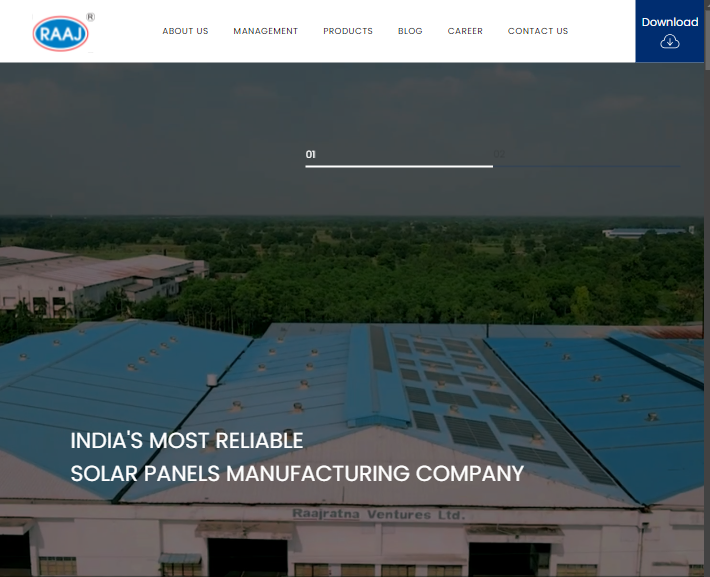 RAAJ
®
ABOUT US
MANAGEMENT
PRODUCTS
BLOG
CAREER
CONTACT US
Download
01
INDIA'S MOST RELIABLE
SOLAR PANELS MANUFACTURING COMPANY
Raajratna Ventures Ltd.